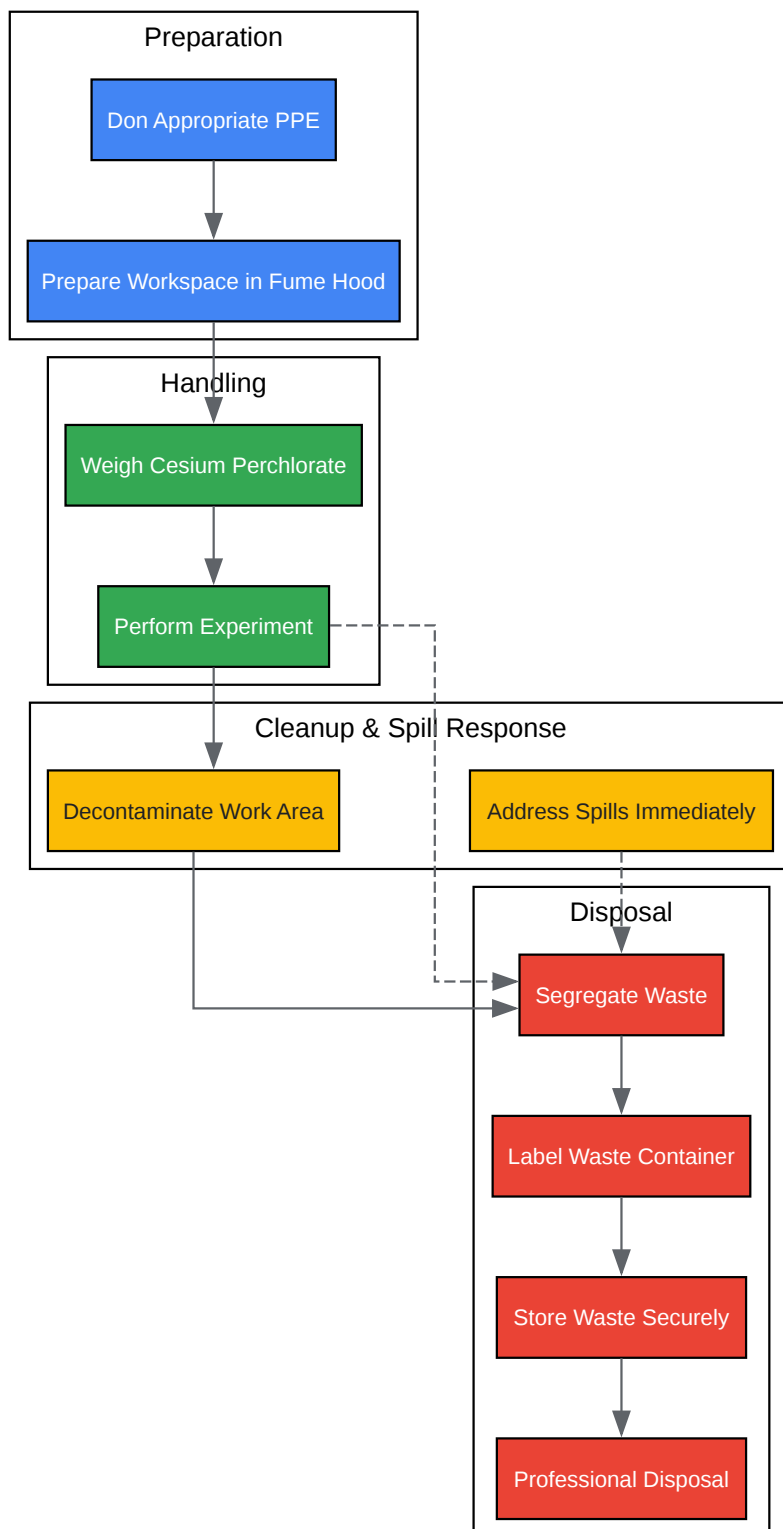 Preparation
Don Appropriate PPE
Prepare Workspace in Fume Hood
Handling
Weigh Cesium Perchlorate
Perform Experiment
Cleanup & Spill Response
Decontaminate Work Area
Address Spills Immediately
Disposal
Segregate Waste
Label Waste Container
Store Waste Securely
Professional Disposal